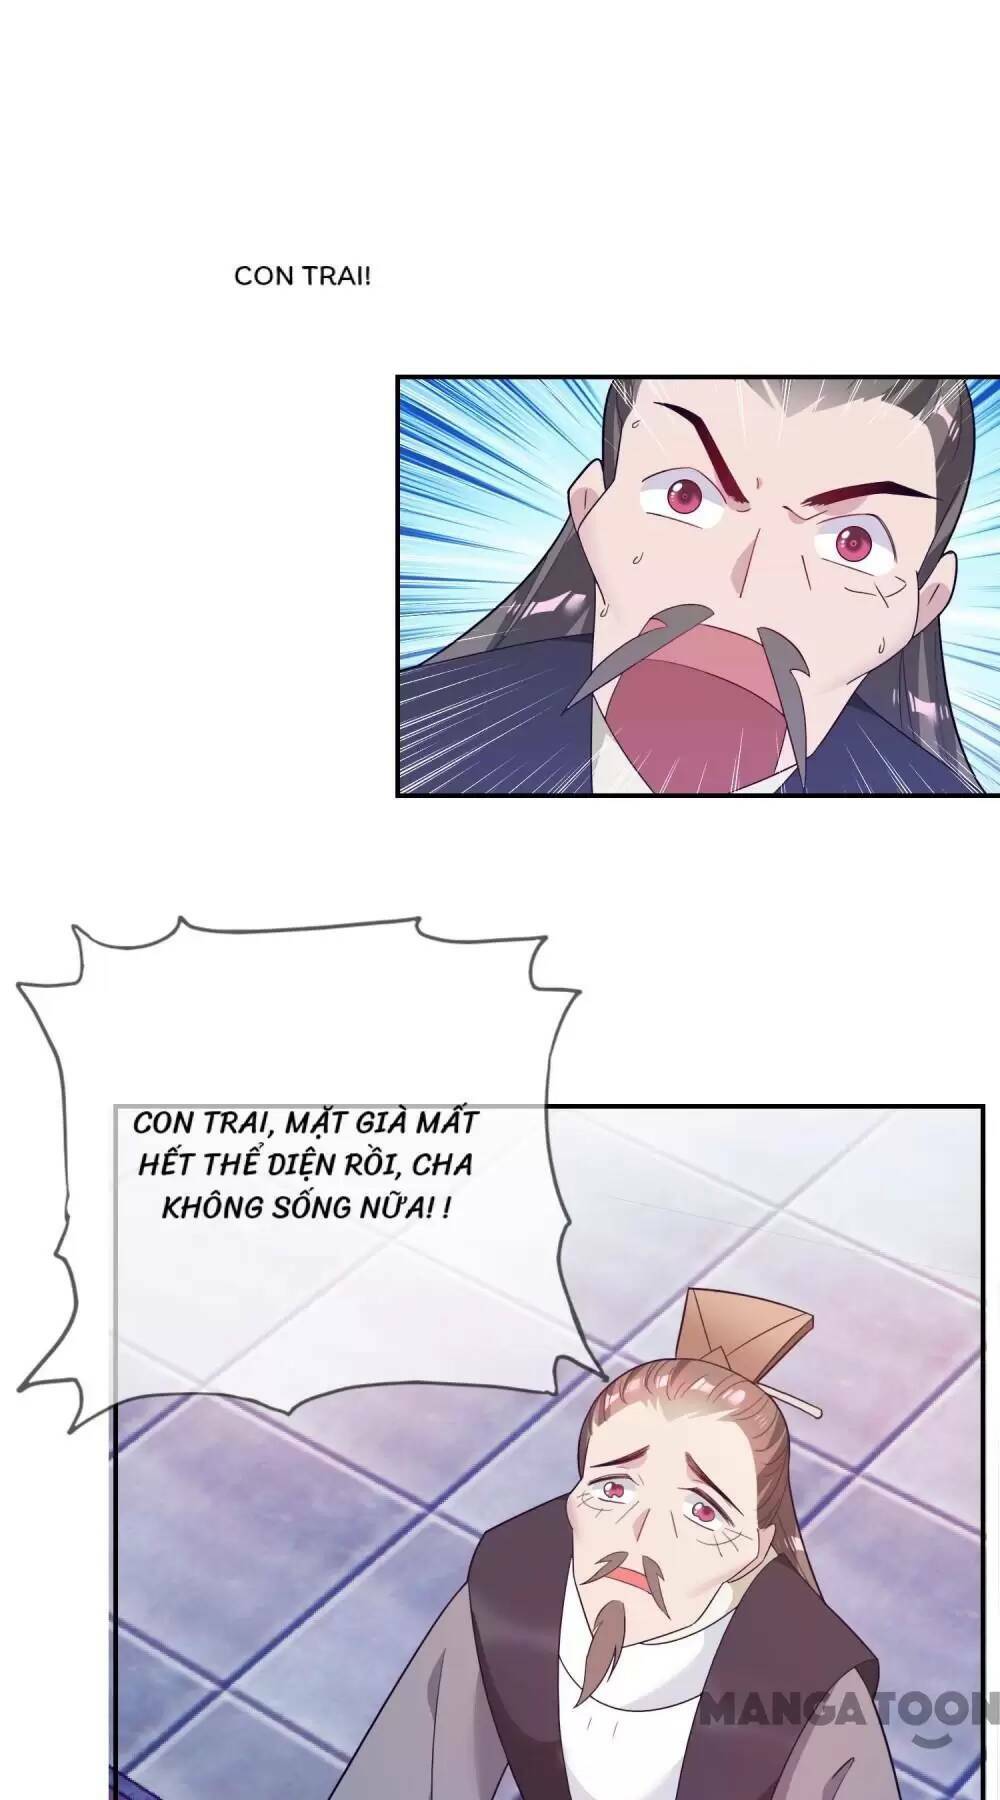 CON TRAI!
CON TRAI, MẶT GIÀ MẤT
HẾT THỂ DIỆN RỒI, CHA
KHÔNG SỐNG NỮA! !
MANGATOON